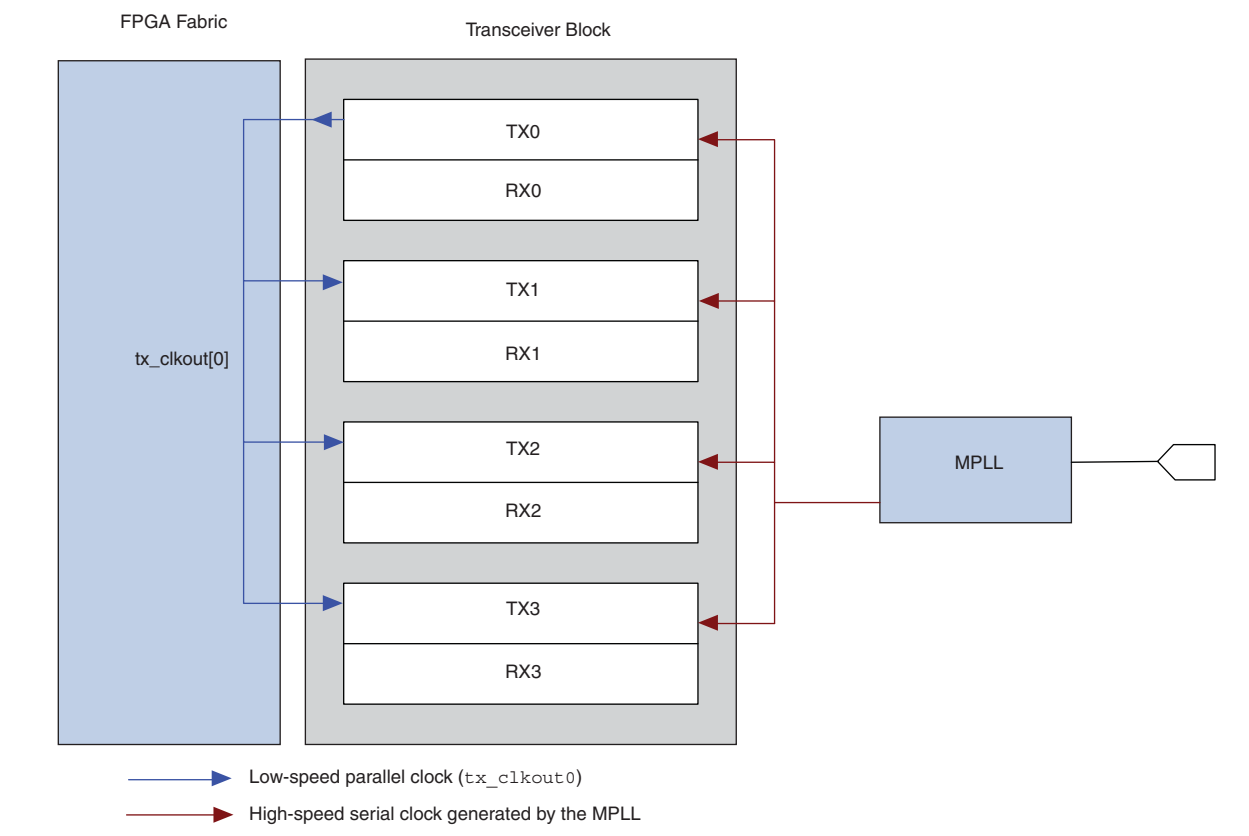 FPGA Fabric
Transceiver Block
TX0
RX0
TX1
RX1
tx_clkout[0]
TX2
RX2
MPLL
TX3
RX3
Low-speed parallel clock (tx_clkout0)
High-speed serial clock generated by the MPLL